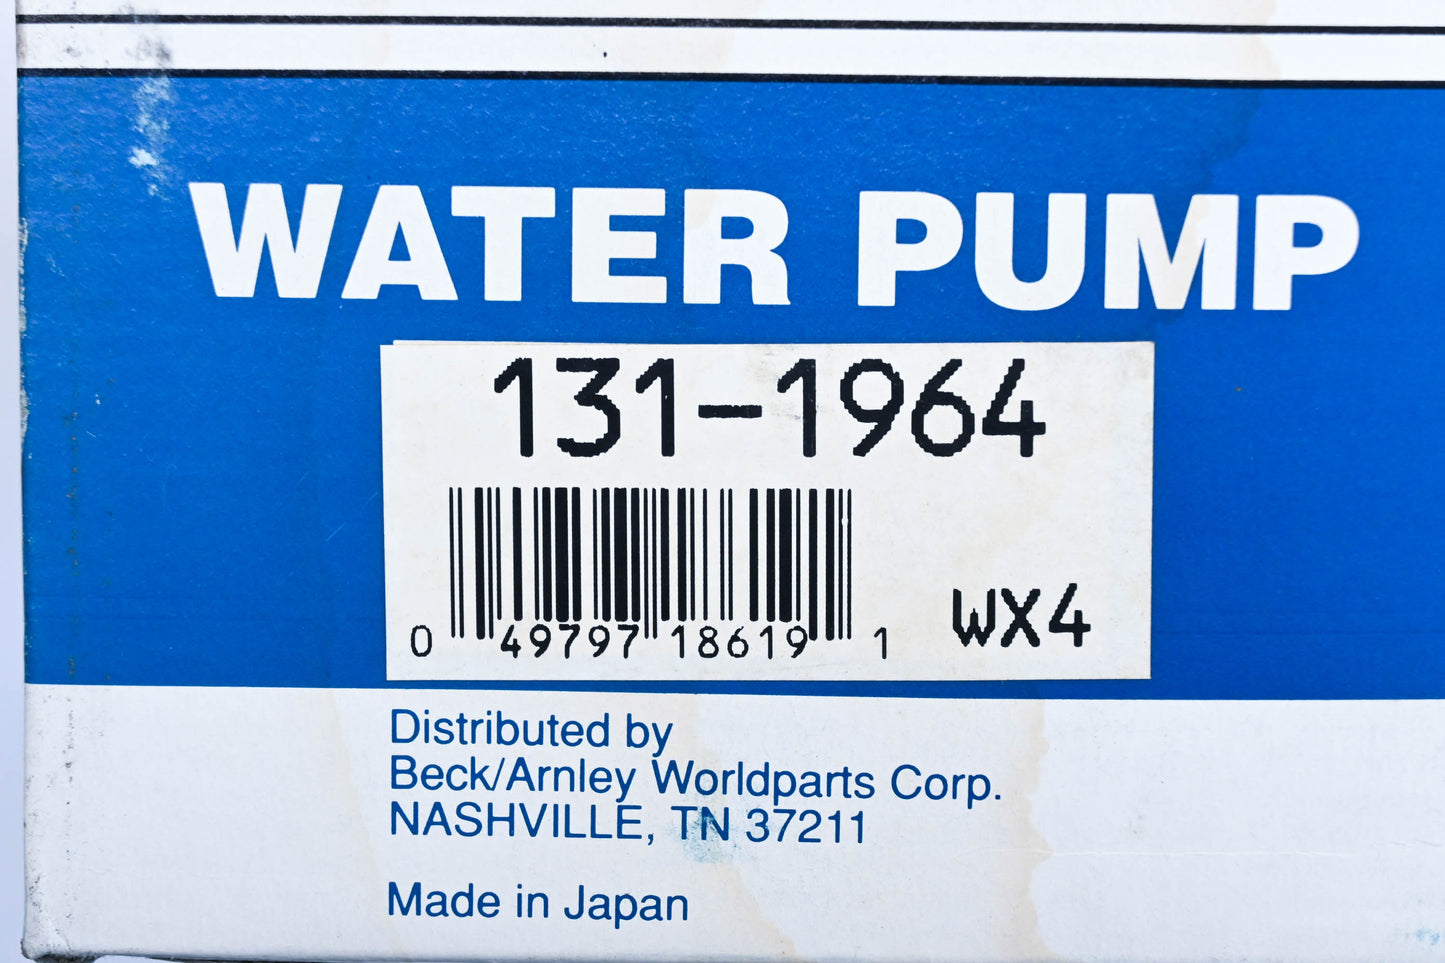 WATER PUMP
131-1964
0 49797 18619 1
WX4
Distributed by
Beck/Arnley Worldparts Corp.
NASHVILLE, TN 37211
Made in Japan